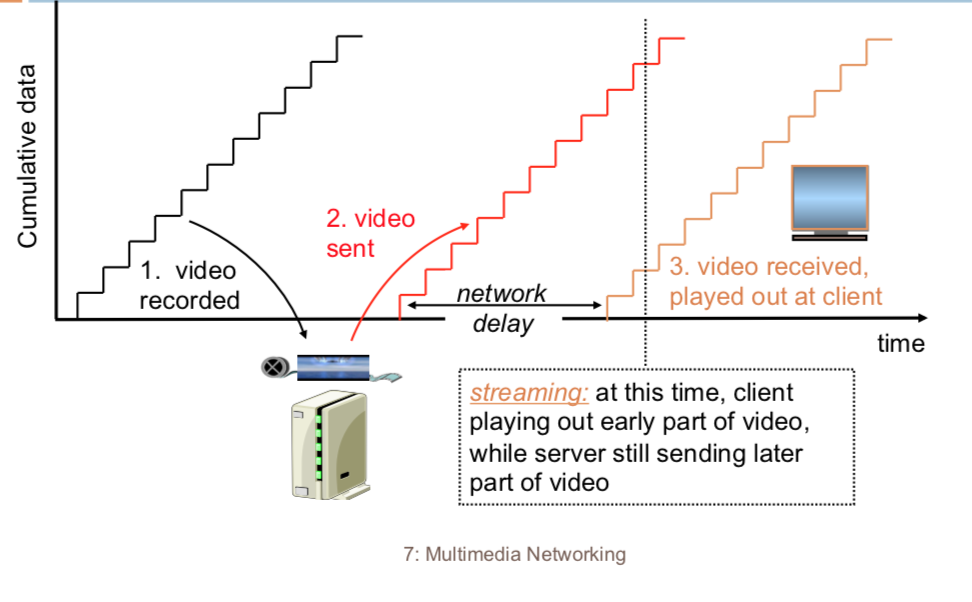 Cumulative data
1. video
recorded
2. video
sent
network
delay
3. video received,
played out at client
time
streaming: at this time, client
playing out early part of video,
while server still sending later
part of video
7: Multimedia Networking